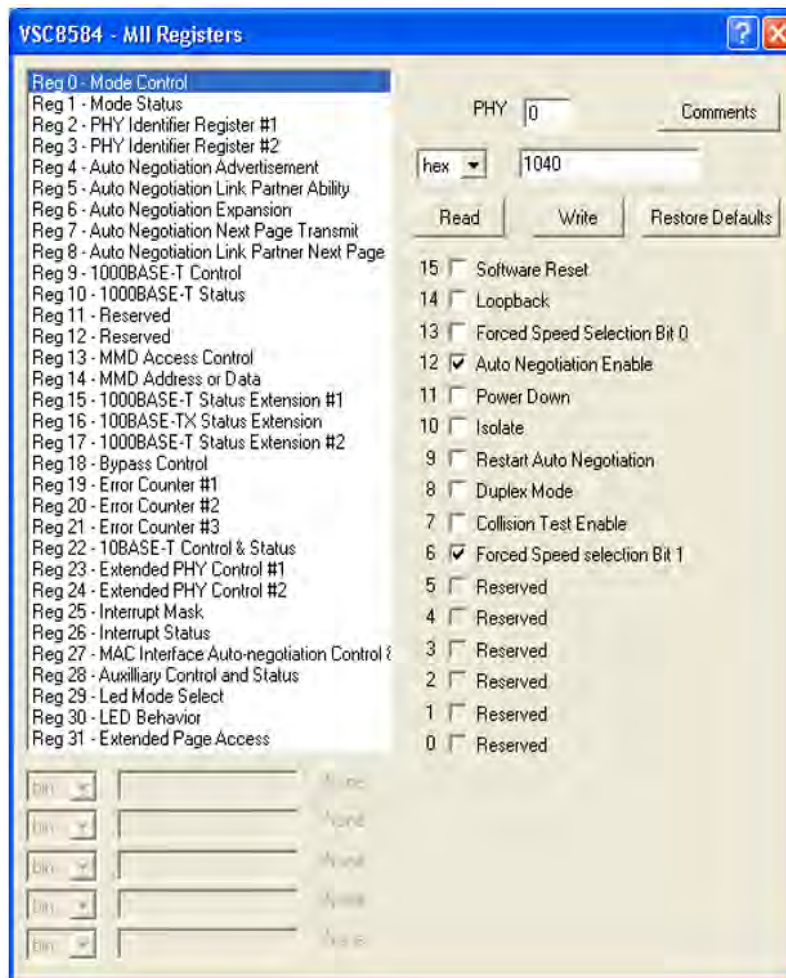 VSC8584 - MII Registers
Reg 0 - Mode Control
Reg 1 - Mode Status
Reg 2 - PHY Identifier Register #1
Reg 3 - PHY Identifier Register #2
Reg 4 - Auto Negotiation Advertisement
Reg 5 - Auto Negotiation Link Partner Ability
Reg 6 - Auto Negotiation Expansion
Reg 7 - Auto Negotiation Next Page Transmit
Reg 8 - Auto Negotiation Link Partner Next Page
Reg 9 - 1000BASE-T Control
Reg 10 - 1000BASE-T Status
Reg 11 - Reserved
Reg 12 - Reserved
Reg 13 - MMD Access Control
Reg 14 - MMD Address or Data
Reg 15 - 1000BASE-T Status Extension #1
Reg 16 - 100BASE-TX Status Extension
Reg 17 - 1000BASE-T Status Extension #2
Reg 18 - Bypass Control
Reg 19 - Error Counter #1
Reg 20 - Error Counter #2
Reg 21 - Error Counter #3
Reg 22 - 10BASE-T Control & Status
Reg 23 - Extended PHY Control #1
Reg 24 - Extended PHY Control #2
Reg 25 - Interrupt Mask
Reg 26 - Interrupt Status
Reg 27 - MAC Interface Auto-negotiation Control &
Reg 28 - Auxilliary Control and Status
Reg 29 - Led Mode Select
Reg 30 - LED Behavior
Reg 31 - Extended Page Access
PHY 0 Comments
hex 1040
Read Write Restore Defaults
15 Software Reset
14 Loopback
13 Forced Speed Selection Bit 0
12 Auto Negotiation Enable
11 Power Down
10 Isolate
9 Restart Auto Negotiation
8 Duplex Mode
7 Collision Test Enable
6 Forced Speed selection Bit 1
5 Reserved
4 Reserved
3 Reserved
2 Reserved
1 Reserved
0 Reserved
bin None
bin None
bin None
bin None
bin None